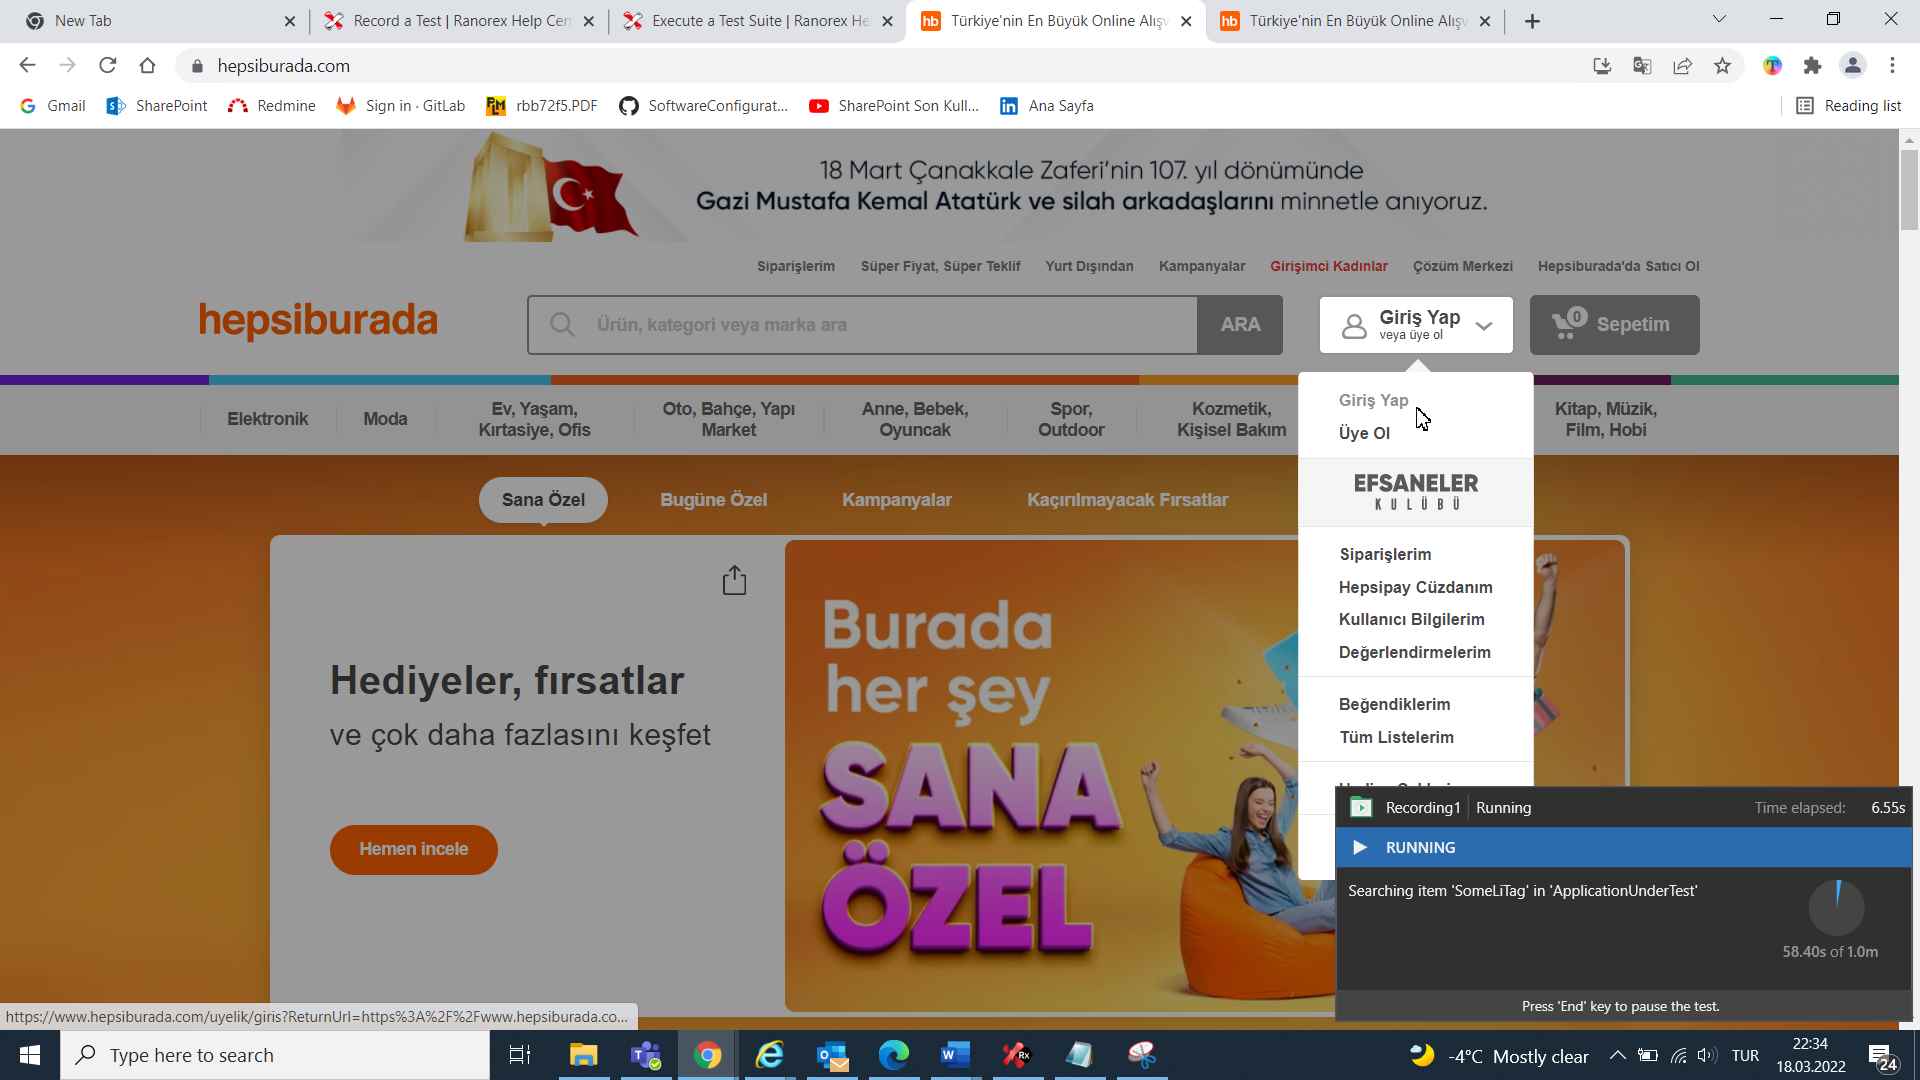 New Tab
Record a Test | Ranorex Help Cen
Execute a Test Suite | Ranorex He
hb Türkiye'nin En Büyük Online Alışv
hb Türkiye'nin En Büyük Online Alışv
hepsiburada.com
Gmail
SharePoint
Redmine
Sign in · GitLab
rbb72f5.PDF
SoftwareConfigurat...
SharePoint Son Kull...
Ana Sayfa
Reading list
18 Mart Çanakkale Zaferi'nin 107. yıl dönümünde
Gazi Mustafa Kemal Atatürk ve silah arkadaşlarını minnetle anıyoruz.
Siparişlerim
Süper Fiyat, Süper Teklif
Yurt Dışından
Kampanyalar
Girişimci Kadınlar
Çözüm Merkezi
Hepsiburada'da Satıcı Ol
hepsiburada
Ürün, kategori veya marka ara
ARA
Giriş Yap
veya üye ol
0
Sepetim
Elektronik
Moda
Ev, Yaşam,
Kırtasiye, Ofis
Oto, Bahçe, Yapı
Market
Anne, Bebek,
Oyuncak
Spor,
Outdoor
Kozmetik,
Kişisel Bakım
Kitap, Müzik,
Film, Hobi
Giriş Yap
Üye Ol
EFSANELER
KULÜBÜ
Siparişlerim
Hepsipay Cüzdanım
Kullanıcı Bilgilerim
Değerlendirmelerim
Beğendiklerim
Tüm Listelerim
Sana Özel
Bugüne Özel
Kampanyalar
Kaçırılmayacak Fırsatlar
Hediyeler, fırsatlar
ve çok daha fazlasını keşfet
Hemen incele
Burada
her şey
SANA
ÖZEL
Recording1 Running
Time elapsed: 6.55s
RUNNING
Searching item 'SomeLiTag' in 'ApplicationUnderTest'
58.40s of 1.0m
Press 'End' key to pause the test.
https://www.hepsiburada.com/uyelik/giris?ReturnUrl=https%3A%2F%2Fwww.hepsiburada.co...
Type here to search
-4°C Mostly clear
TUR
22:34
18.03.2022
24